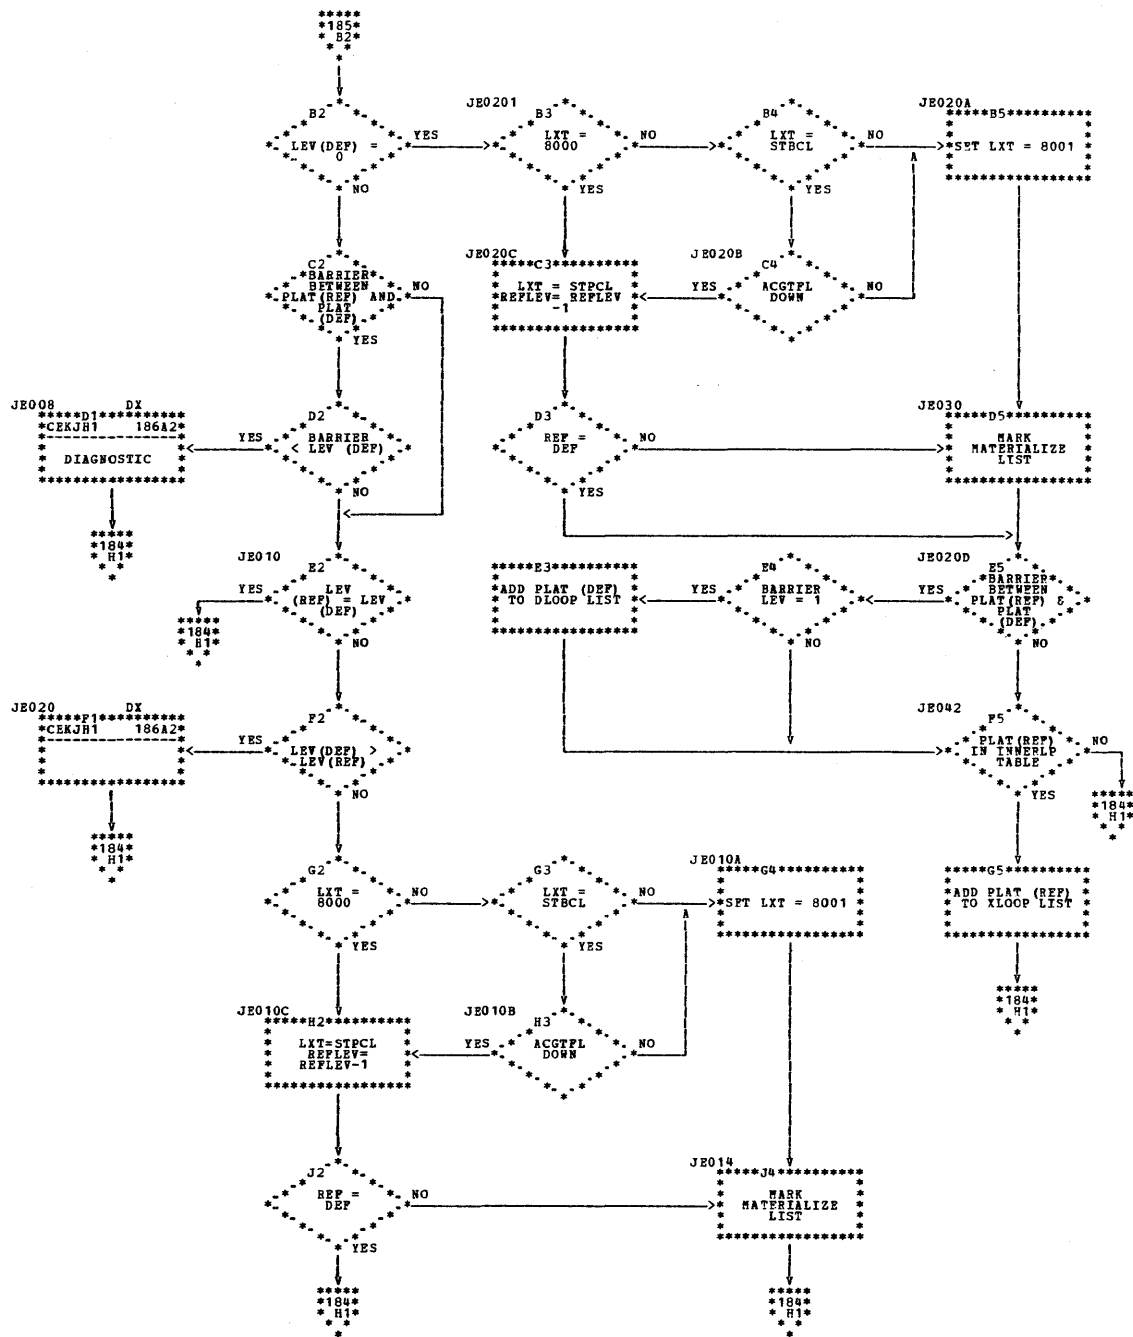 *185*
B2
B2
LEV(DEF) =
0
YES
NO
JE0201
B3
LXT =
8000
NO
YES
B4
LXT =
STBCL
NO
YES
JE020A
B5
SET LXT = 8001
C2
BARRIER
BETWEEN
PLAT(REF) AND
PLAT
(DEF)
NO
YES
JE020C
C3
LXT = STPCL
REFLEV= REFLEV
-1
JE020B
C4
ACGTFL
DOWN
YES
NO
JE008 DX
D1
CEKJH1 186A2
DIAGNOSTIC
D2
BARRIER
< LEV (DEF)
YES
NO
D3
REF =
DEF
NO
YES
JE030
D5
MARK
MATERIALIZE
LIST
*184*
H1
JE010
E2
LEV
(REF) = LEV
(DEF)
YES
NO
*184*
H1
E3
ADD PLAT (DEF)
TO DLOOP LIST
E4
BARRIER
LEV = 1
YES
NO
JE020D
E5
BARRIER
BETWEEN
PLAT(REF) &
PLAT
(DEF)
YES
NO
JE020 DX
F1
CEKJH1 186A2
F2
LEV(DEF) >
LEV(REF)
YES
NO
JE042
F5
PLAT(REF)
IN INNERLP
TABLE
NO
YES
*184*
H1
*184*
H1
G2
LXT =
8000
NO
YES
G3
LXT =
STBCL
NO
YES
JE010A
G4
SET LXT = 8001
G5
ADD PLAT (REF)
TO XLOOP LIST
*184*
H1
JE010C
H2
LXT=STPCL
REFLEV=
REFLEV-1
JE010B
H3
ACGTFL
DOWN
YES
NO
J2
REF =
DEF
NO
YES
JE014
J4
MARK
MATERIALIZE
LIST
*184*
H1
*184*
H1